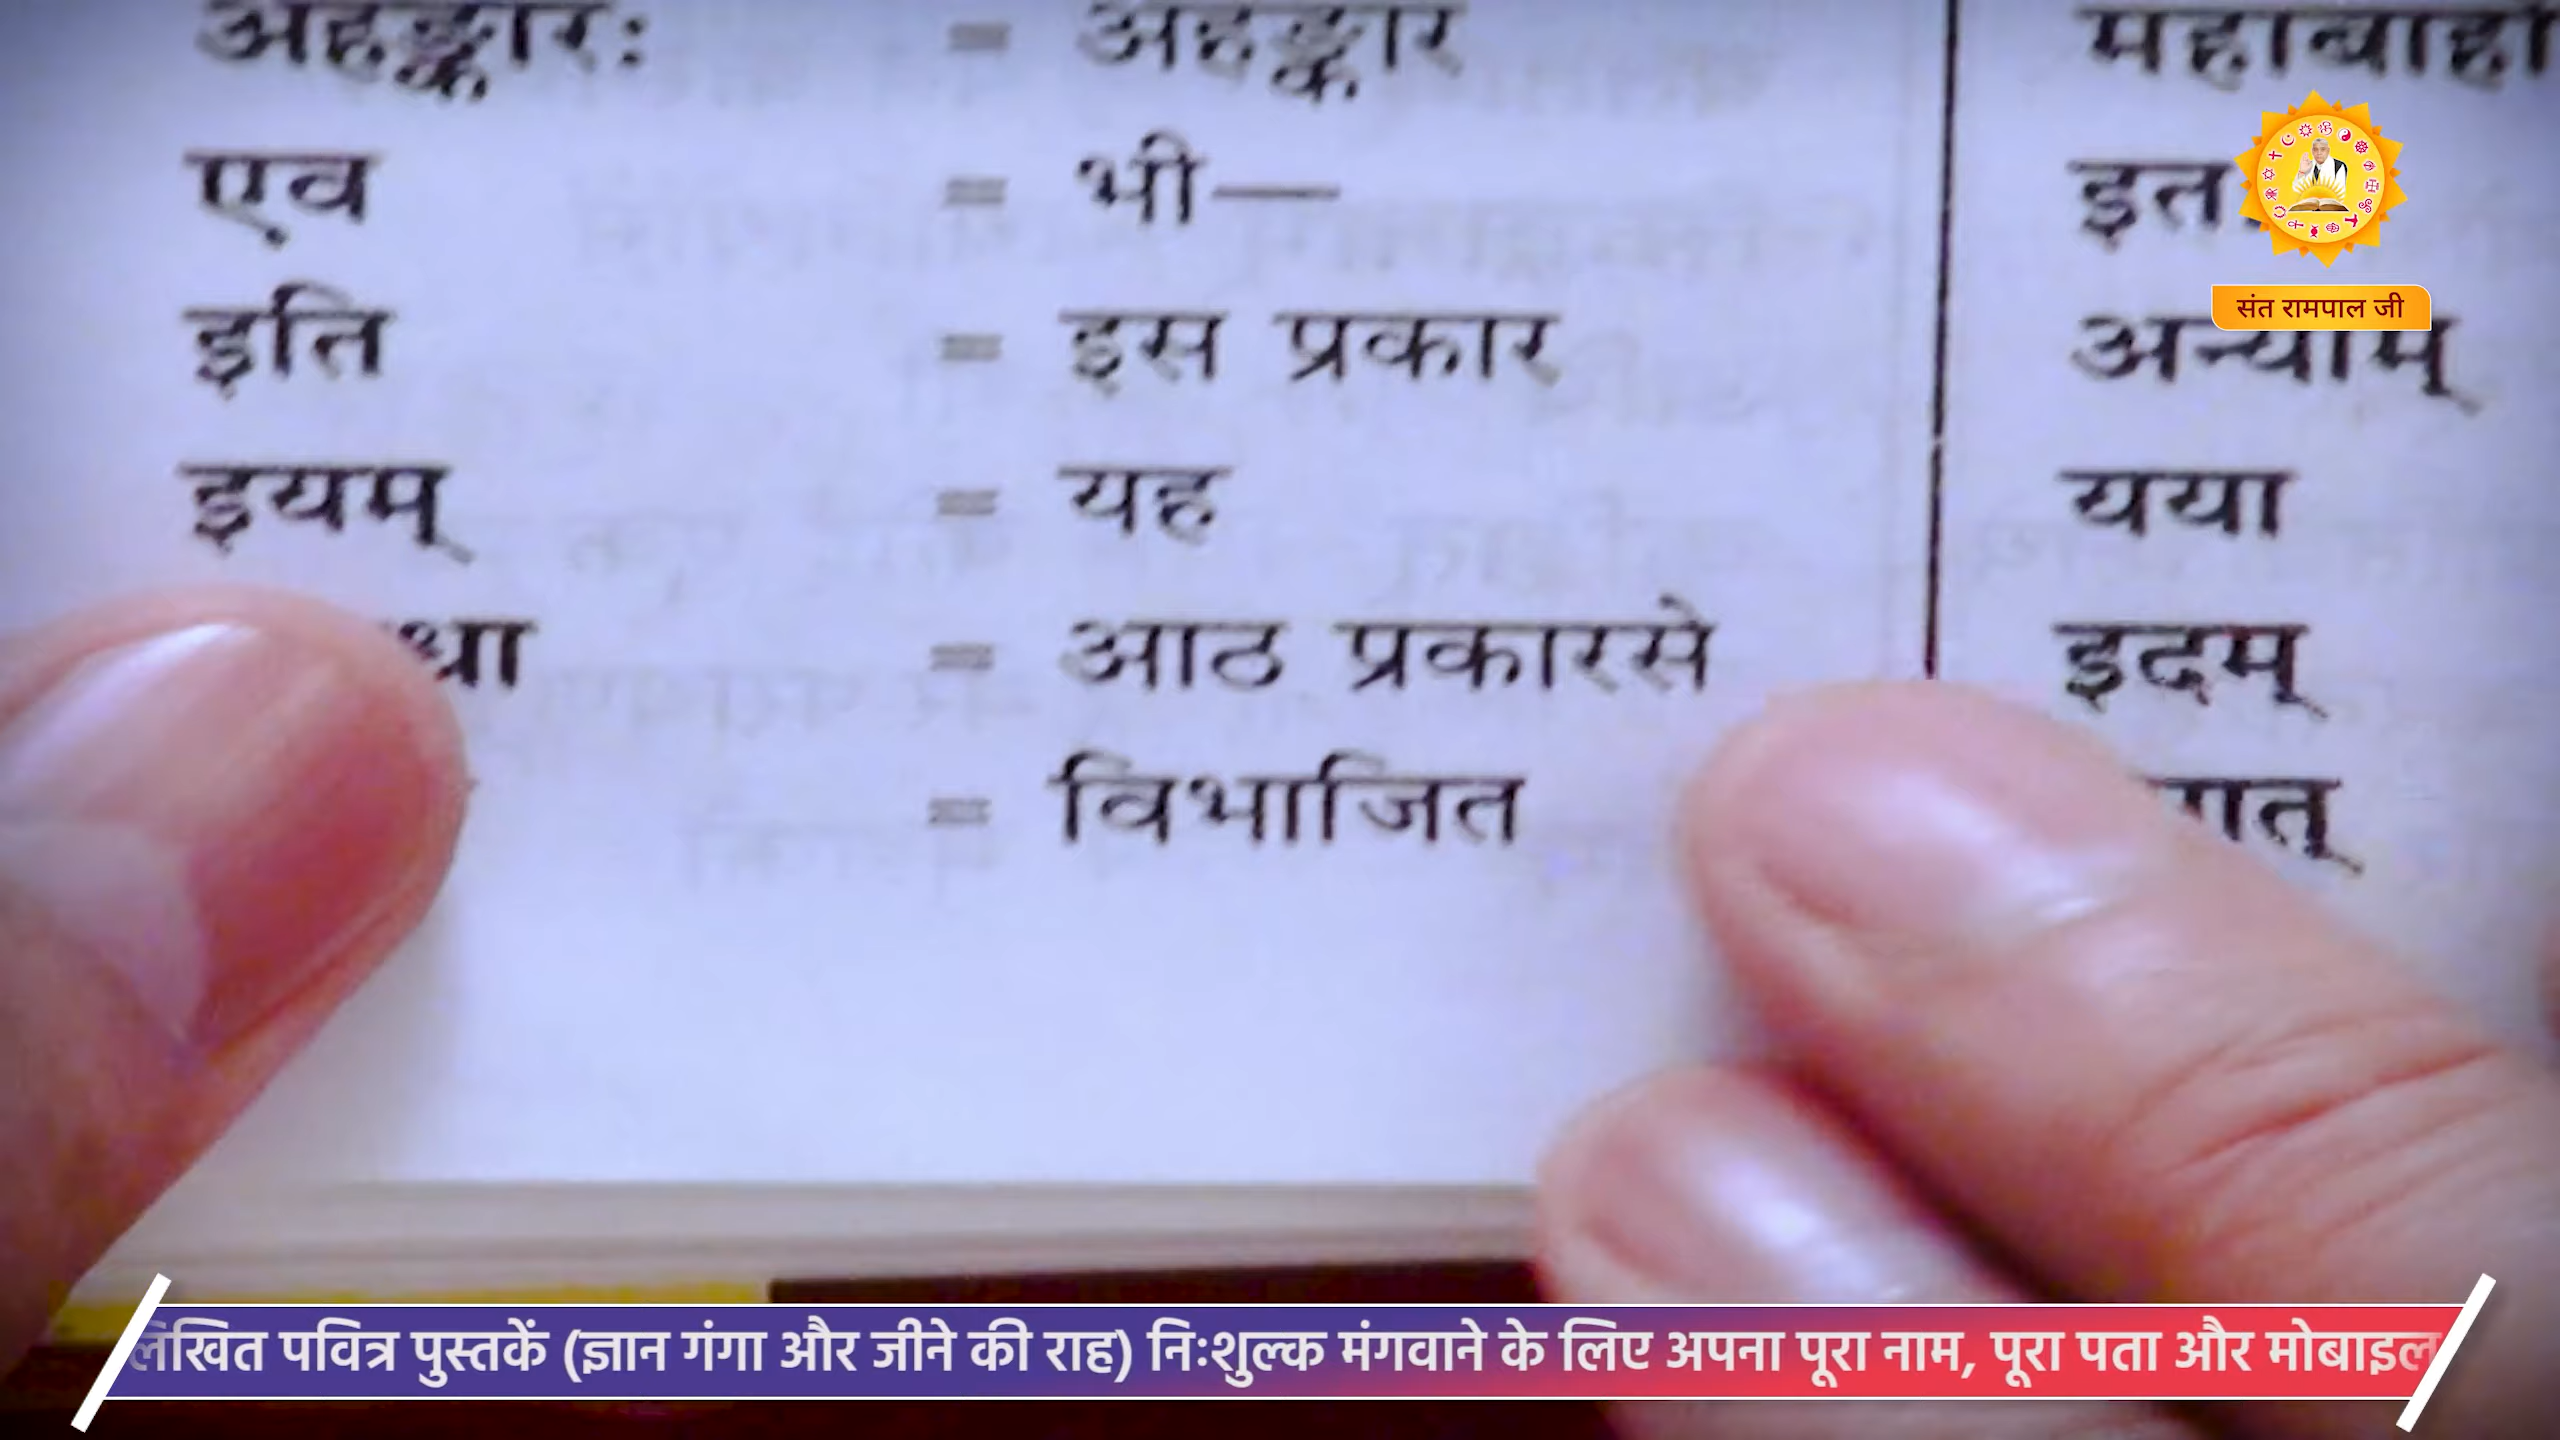 अहङ्कारः = अहङ्कार
एव = भी—
इति = इस प्रकार
इयम् = यह
= आठ प्रकारसे
= विभाजित
महाबाहो
अन्याम्
यया
इदम्
संत रामपाल जी
लिखित पवित्र पुस्तकें (ज्ञान गंगा और जीने की राह) निःशुल्क मंगवाने के लिए अपना पूरा नाम, पूरा पता और मोबाइल